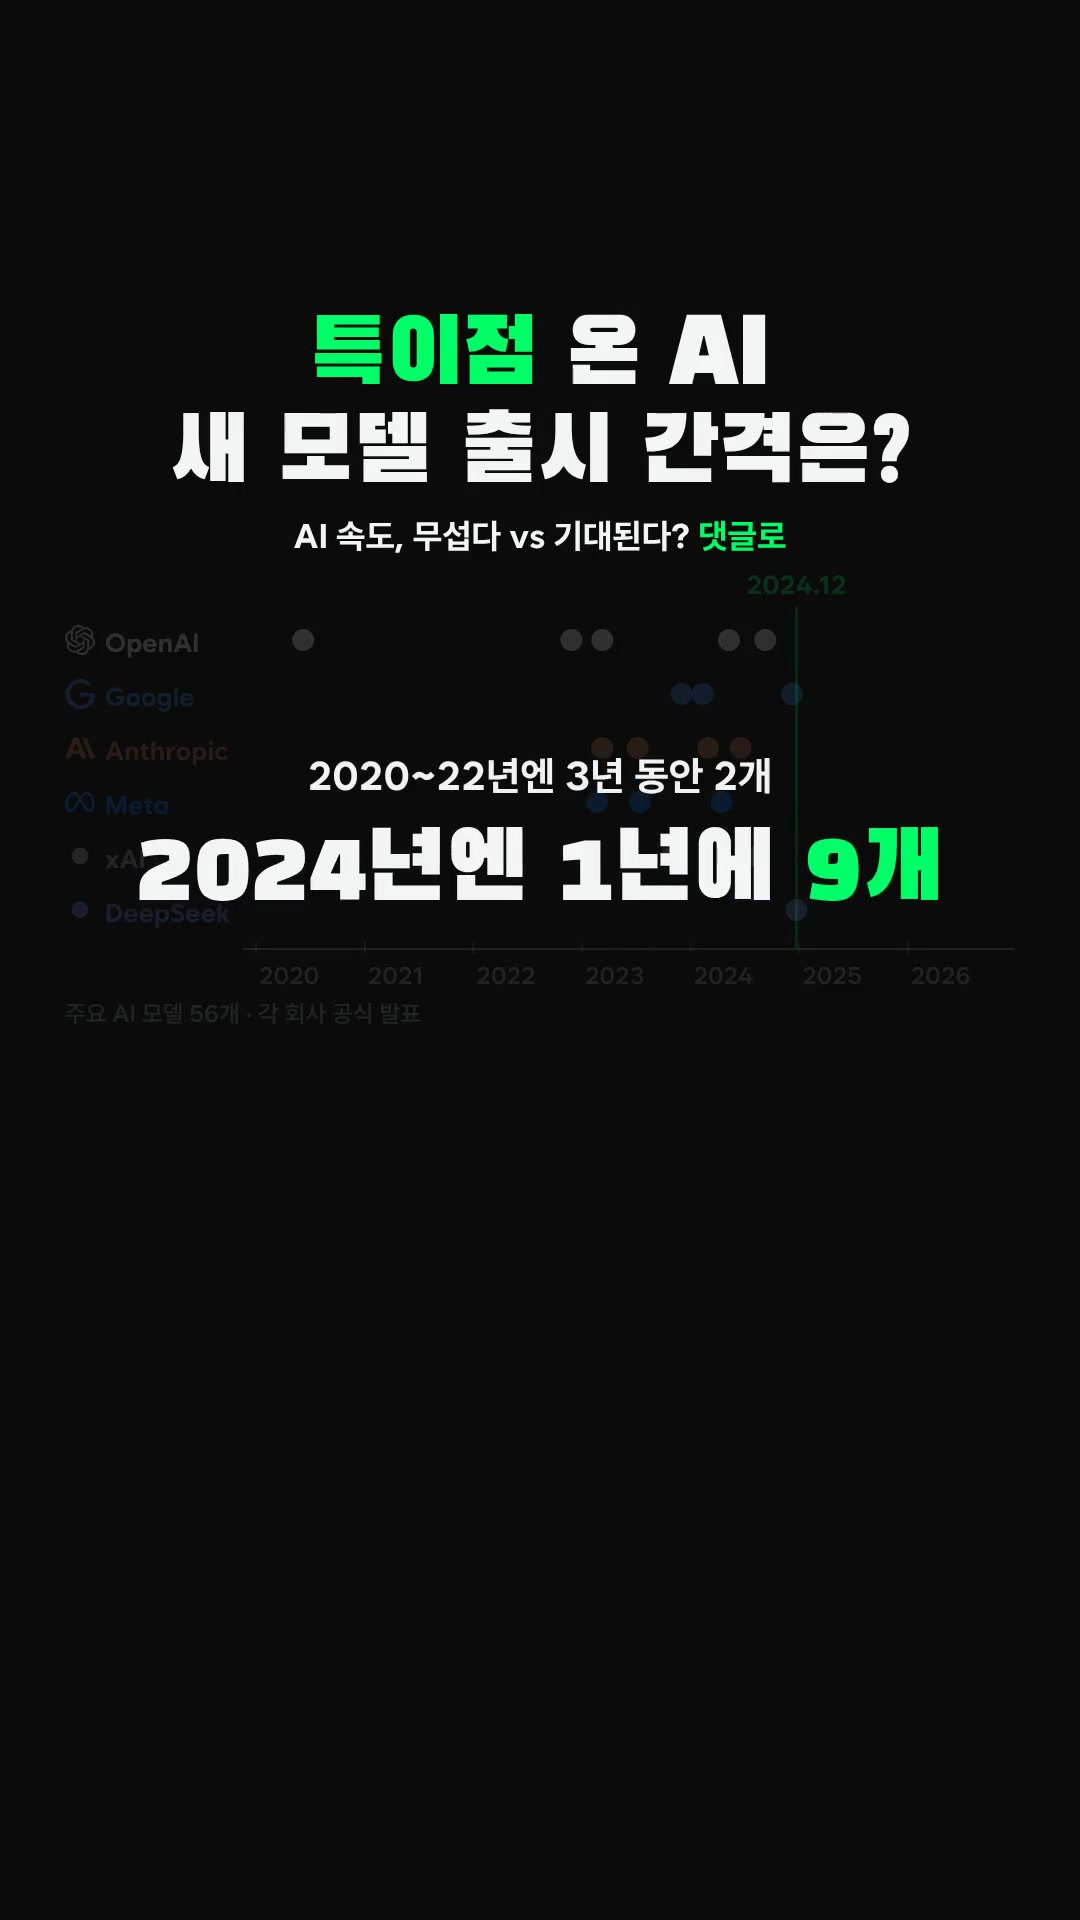 특이점 온 AI
새 모델 출시 간격은?
AI 속도, 무섭다 vs 기대된다? 댓글로
2024.12
OpenAI
Google
Anthropic
2020~22년엔 3년 동안 2개
Meta
2024년엔 1년에 9개
xAI
DeepSeek
2020 2021 2022 2023 2024 2025 2026
주요 AI 모델 56개 · 각 회사 공식 발표